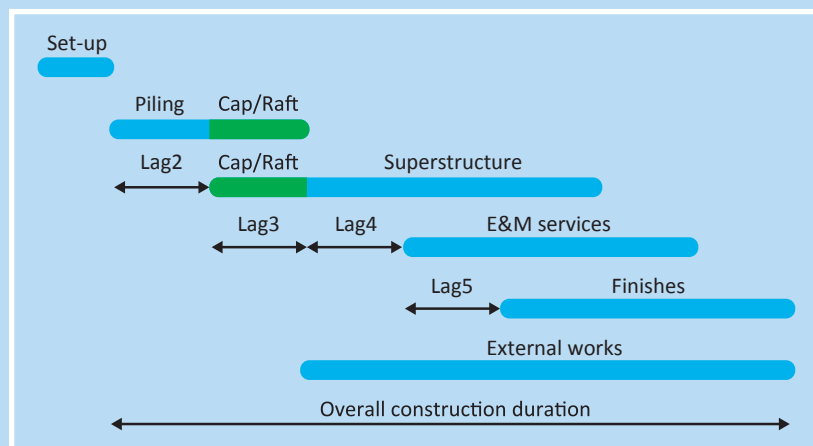 Set-up
Piling Cap/Raft
Lag2 Cap/Raft Superstructure
Lag3 Lag4 E&M services
Lag5 Finishes
External works
Overall construction duration